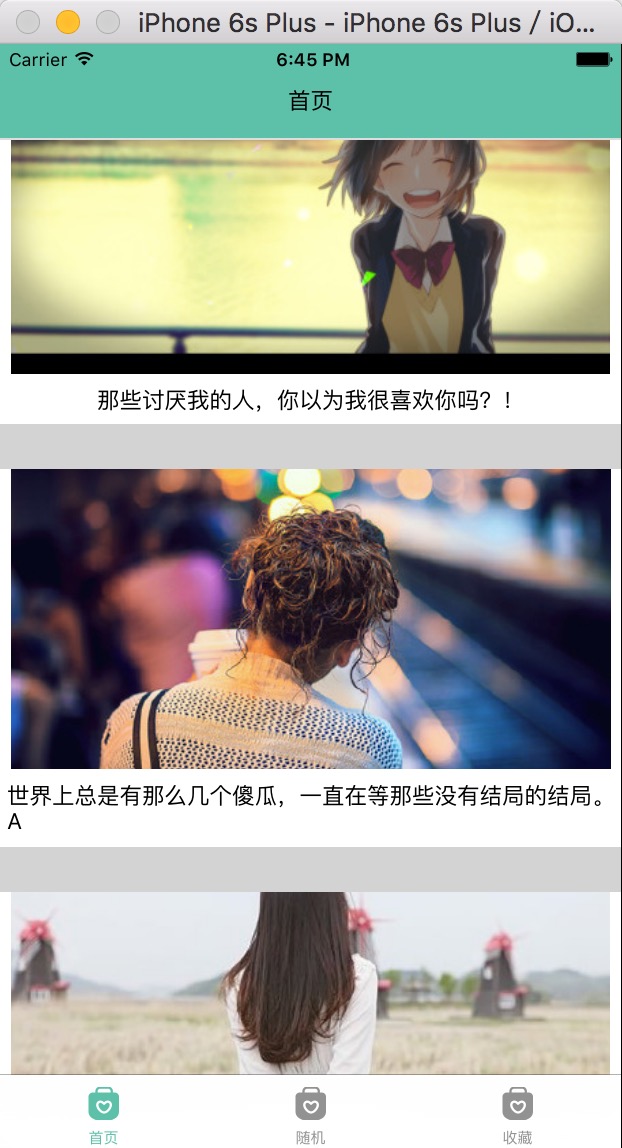 iPhone 6s Plus - iPhone 6s Plus / iO...
Carrier 6:45 PM
首页
那些讨厌我的人，你以为我很喜欢你吗？！
世界上总是有那么几个傻瓜，一直在等那些没有结局的结局。
A
首页 随机 收藏